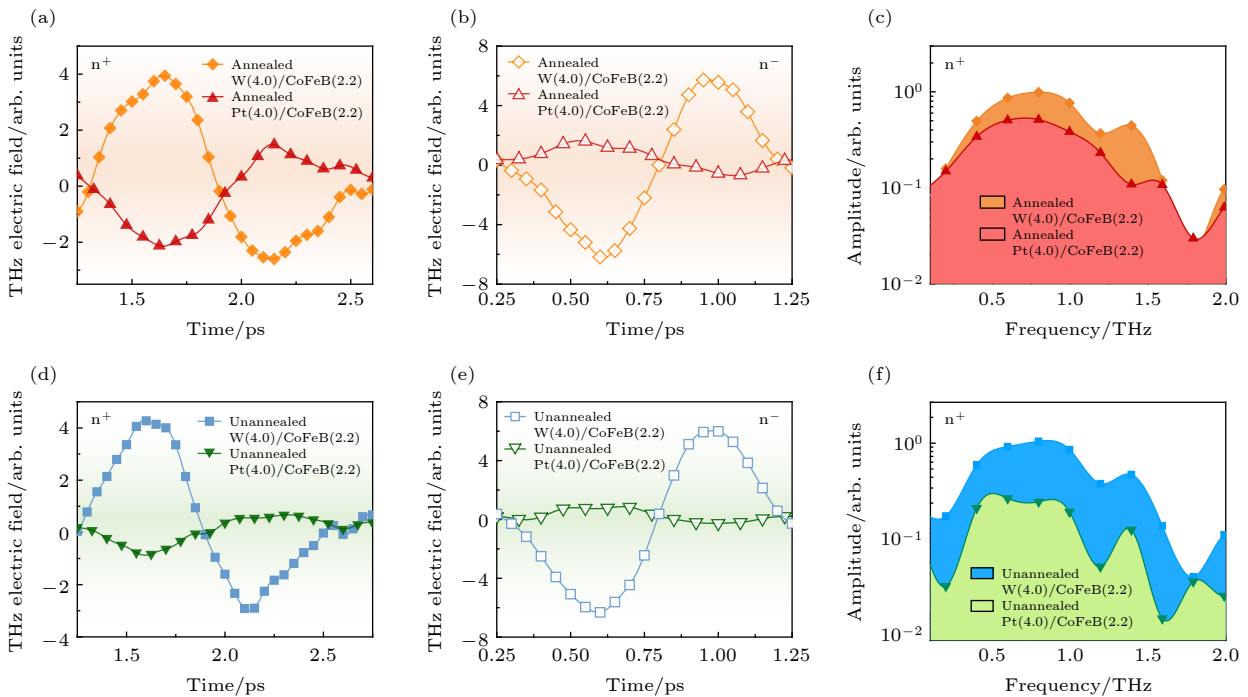 (a)
THz electric field/arb. units
4
2
0
−2
n⁺
Annealed
W(4.0)/CoFeB(2.2)
Annealed
Pt(4.0)/CoFeB(2.2)
1.5
2.0
2.5
Time/ps
(b)
THz electric field/arb. units
8
4
0
−4
−8
n⁻
Annealed
W(4.0)/CoFeB(2.2)
Annealed
Pt(4.0)/CoFeB(2.2)
0.25
0.50
0.75
1.00
1.25
Time/ps
(c)
Amplitude/arb. units
10⁰
10⁻¹
10⁻²
n⁺
Annealed
W(4.0)/CoFeB(2.2)
Annealed
Pt(4.0)/CoFeB(2.2)
0.5
1.0
1.5
2.0
Frequency/THz
(d)
THz electric field/arb. units
4
2
0
−2
−4
n⁺
Unannealed
W(4.0)/CoFeB(2.2)
Unannealed
Pt(4.0)/CoFeB(2.2)
1.5
2.0
2.5
Time/ps
(e)
THz electric field/arb. units
8
4
0
−4
−8
n⁻
Unannealed
W(4.0)/CoFeB(2.2)
Unannealed
Pt(4.0)/CoFeB(2.2)
0.25
0.50
0.75
1.00
1.25
Time/ps
(f)
Amplitude/arb. units
10⁰
10⁻¹
10⁻²
n⁺
Unannealed
W(4.0)/CoFeB(2.2)
Unannealed
Pt(4.0)/CoFeB(2.2)
0.5
1.0
1.5
2.0
Frequency/THz